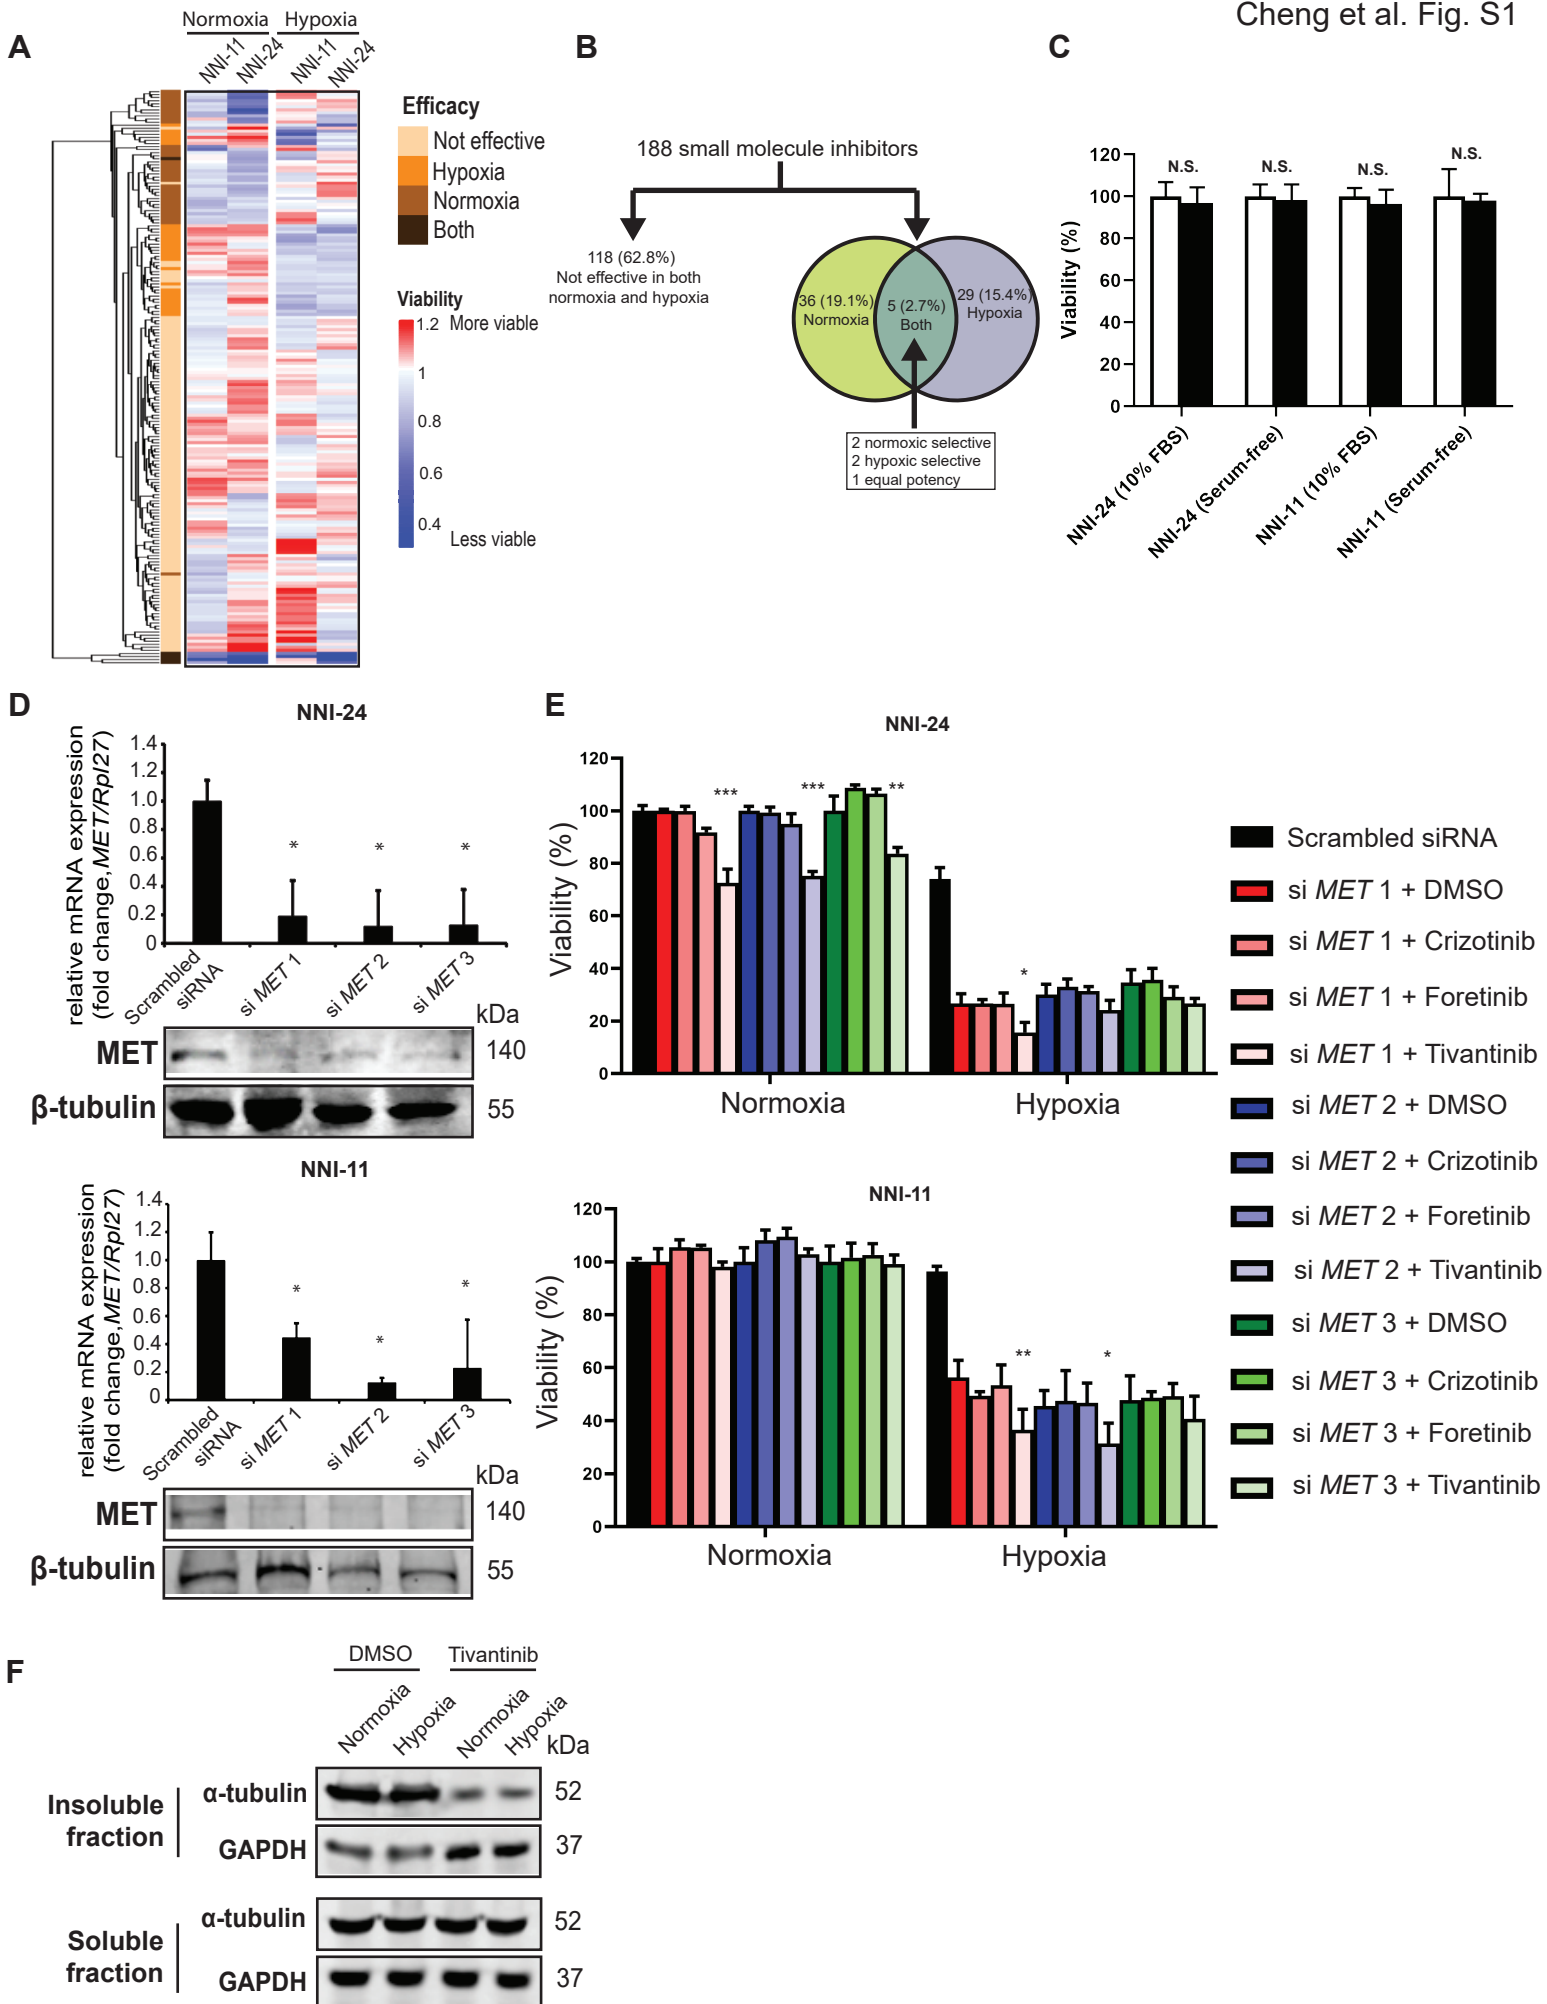 Cheng et al. Fig. S1
A
Normoxia
Hypoxia
NNI-11
NNI-24
NNI-11
NNI-24
Efficacy
Not effective
Hypoxia
Normoxia
Both
Viability
1.2
More viable
1
0.8
0.6
0.4
Less viable
B
188 small molecule inhibitors
118 (62.8%)
Not effective in both
normoxia and hypoxia
36 (19.1%)
Normoxia
5 (2.7%)
Both
29 (15.4%)
Hypoxia
2 normoxic selective
2 hypoxic selective
1 equal potency
C
Viability (%)
120
100
80
60
40
20
0
N.S.
N.S.
N.S.
N.S.
NNI-24 (10% FBS)
NNI-24 (Serum-free)
NNI-11 (10% FBS)
NNI-11 (Serum-free)
D
NNI-24
relative mRNA expression
(fold change,MET/Rpl27)
1.4
1.2
1.0
0.8
0.6
0.4
0.2
0
*
*
*
Scrambled
siRNA
si MET 1
si MET 2
si MET 3
kDa
MET
140
β-tubulin
55
NNI-11
relative mRNA expression
(fold change,MET/Rpl27)
1.4
1.2
1.0
0.8
0.6
0.4
0.2
0
*
*
*
Scrambled
siRNA
si MET 1
si MET 2
si MET 3
kDa
MET
140
β-tubulin
55
E
NNI-24
Viability (%)
120
100
80
60
40
20
0
***
***
**
*
Normoxia
Hypoxia
NNI-11
Viability (%)
120
100
80
60
40
20
0
**
*
Normoxia
Hypoxia
Scrambled siRNA
si MET 1 + DMSO
si MET 1 + Crizotinib
si MET 1 + Foretinib
si MET 1 + Tivantinib
si MET 2 + DMSO
si MET 2 + Crizotinib
si MET 2 + Foretinib
si MET 2 + Tivantinib
si MET 3 + DMSO
si MET 3 + Crizotinib
si MET 3 + Foretinib
si MET 3 + Tivantinib
F
DMSO
Tivantinib
Normoxia
Hypoxia
Normoxia
Hypoxia
kDa
Insoluble
fraction
α-tubulin
52
GAPDH
37
Soluble
fraction
α-tubulin
52
GAPDH
37